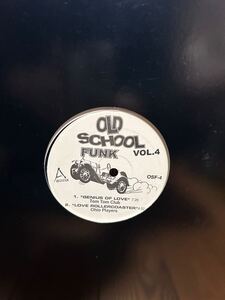 OLD
SCHOOL
FUNK VOL.4
A
OSF-4
1. "GENIUS OF LOVE"
Tom Tom Club
2. "LOVE ROLLERCOASTER"
Ohio Players